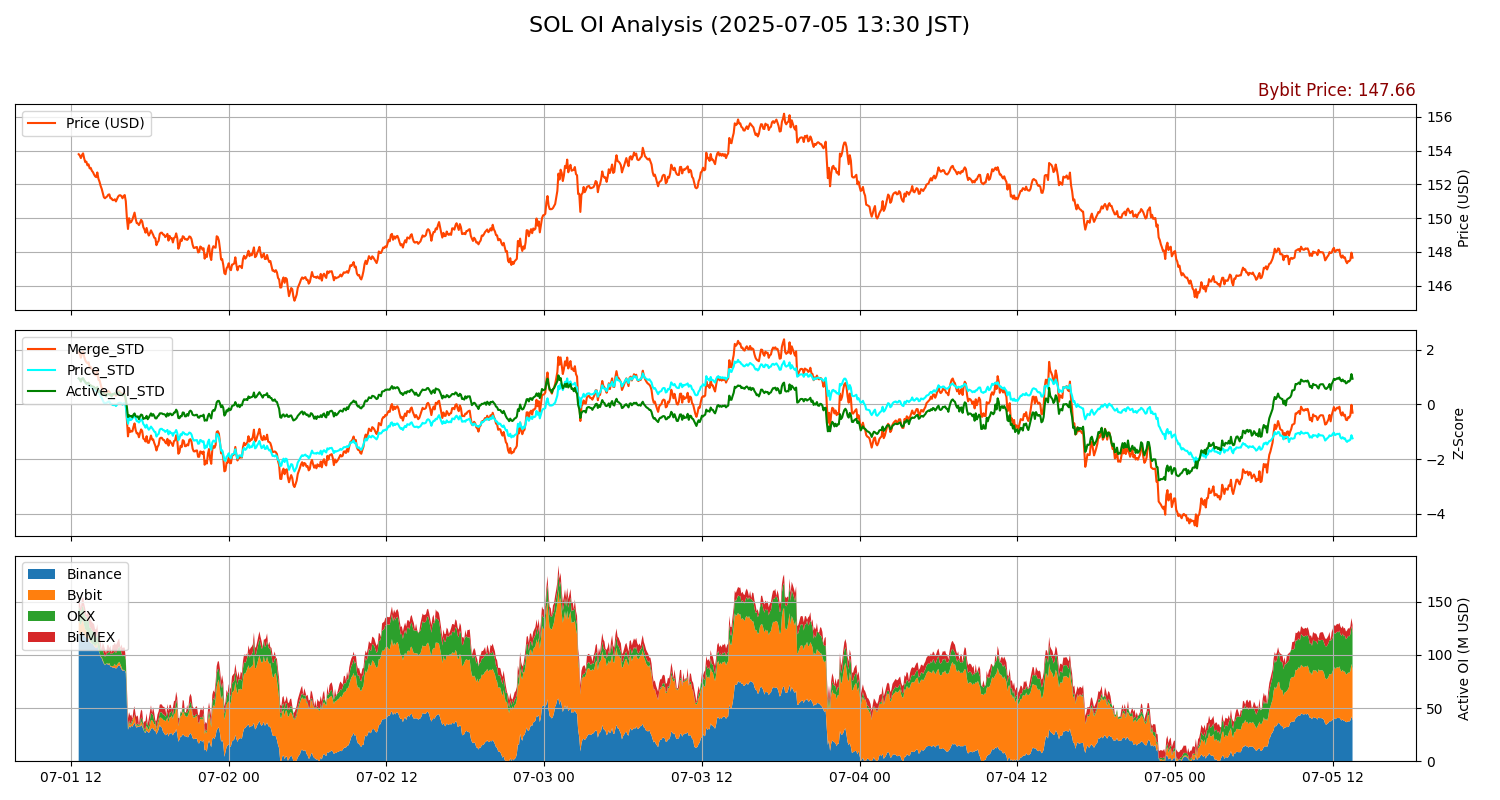 SOL OI Analysis (2025-07-05 13:30 JST)
Bybit Price: 147.66
Price (USD)
156
154
152
150
148
146
Price (USD)
Merge_STD
Price_STD
Active_OI_STD
2
0
−2
−4
Z-Score
Binance
Bybit
OKX
BitMEX
150
100
50
0
Active OI (M USD)
07-01 12
07-02 00
07-02 12
07-03 00
07-03 12
07-04 00
07-04 12
07-05 00
07-05 12